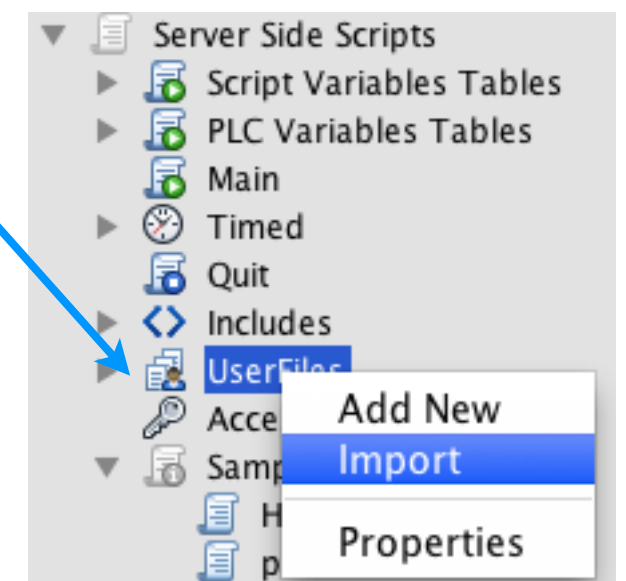 Server Side Scripts
Script Variables Tables
PLC Variables Tables
Main
Timed
Quit
Includes
UserFiles
Add New
Import
Properties